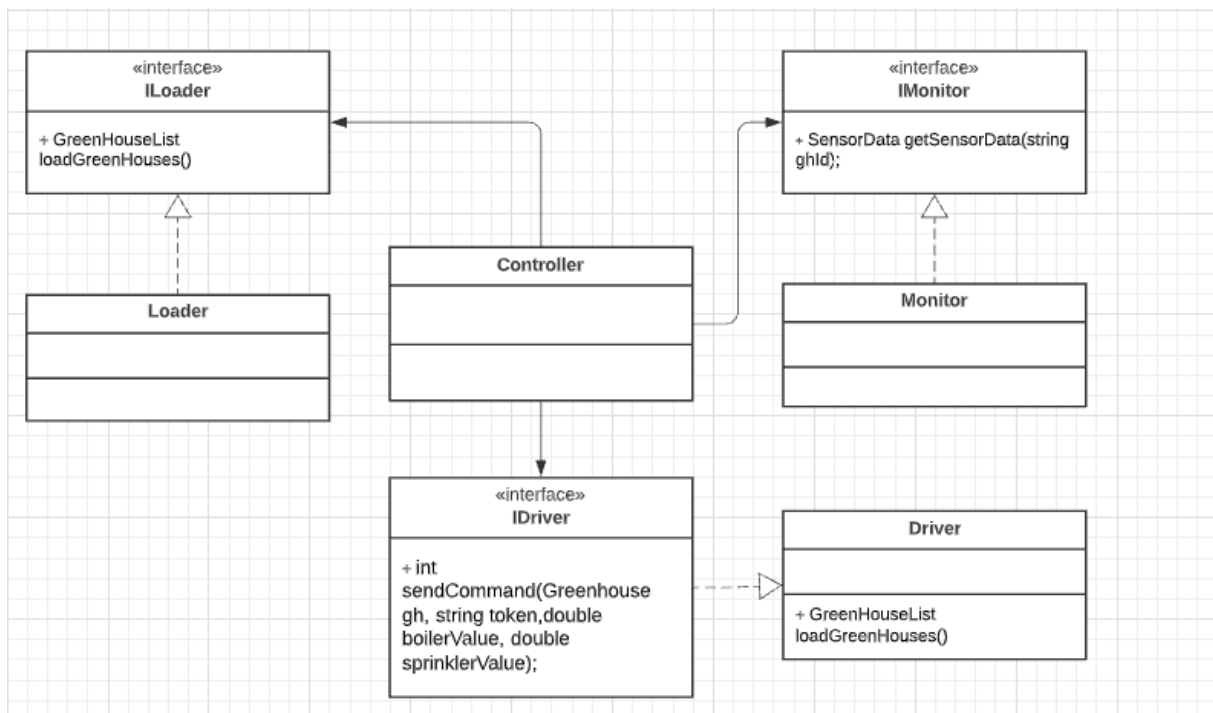 «interface»
ILoader
+ GreenHouseList
loadGreenHouses()
«interface»
IMonitor
+ SensorData getSensorData(string
ghId);
Controller
Loader
Monitor
«interface»
IDriver
+ int
sendCommand(Greenhouse
gh, string token,double
boilerValue, double
sprinklerValue);
Driver
+ GreenHouseList
loadGreenHouses()